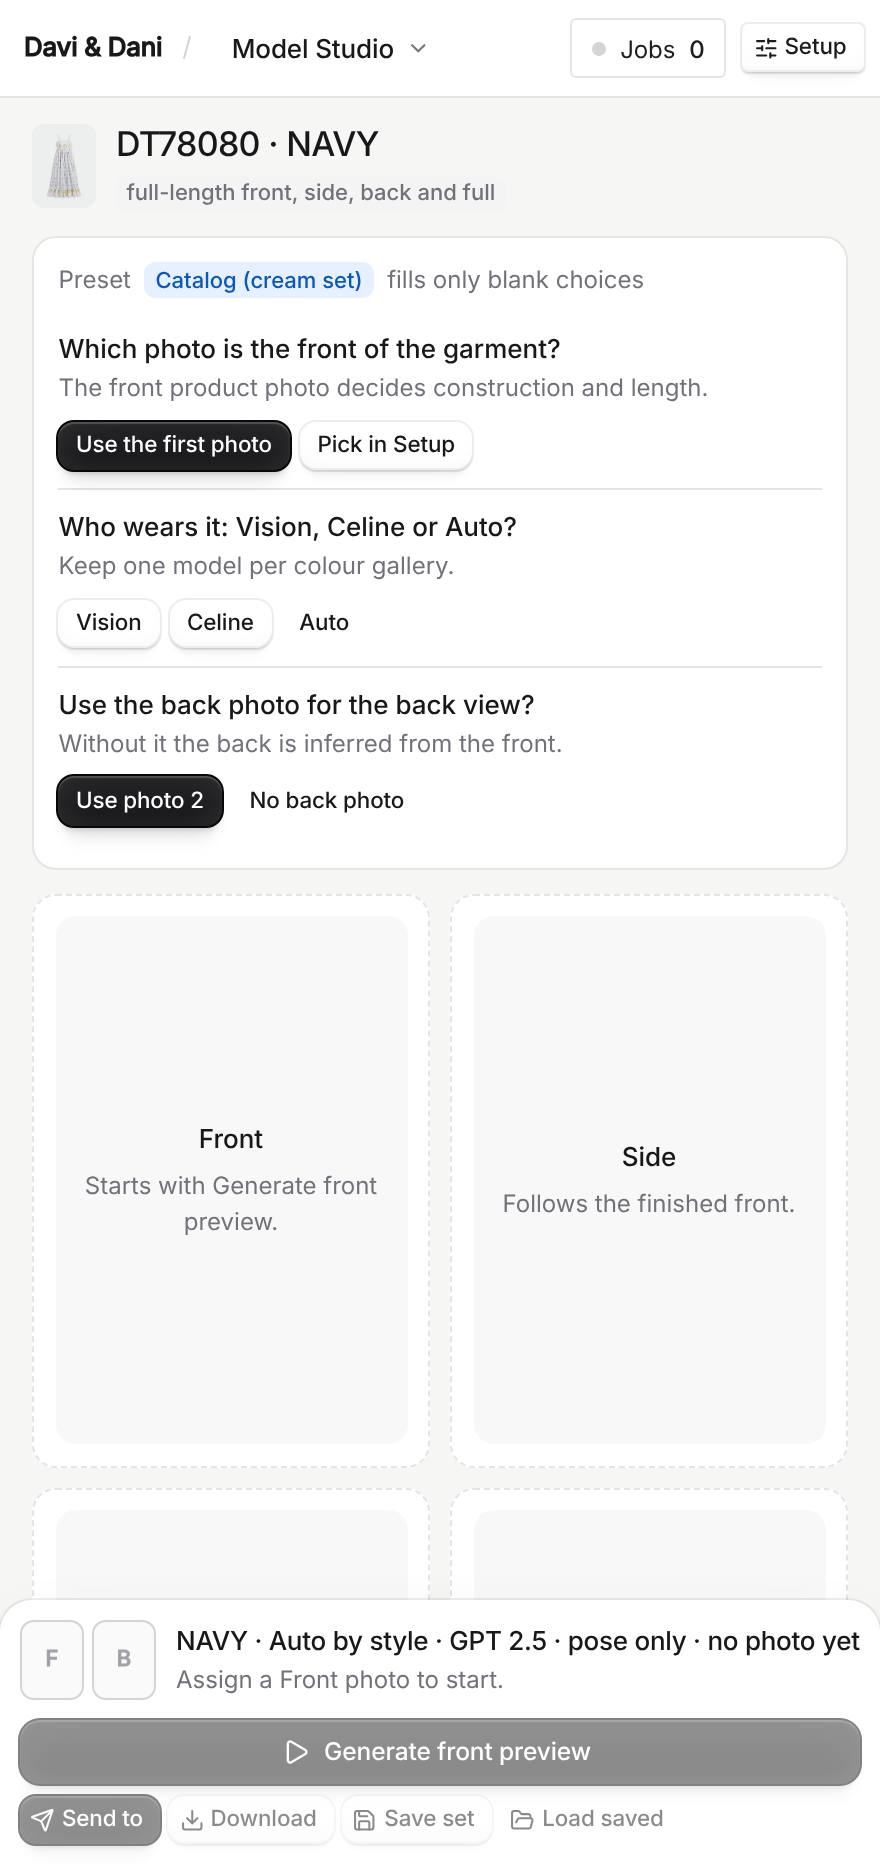 Davi & Dani / Model Studio Jobs 0 Setup
DT78080 · NAVY
full-length front, side, back and full
Preset Catalog (cream set) fills only blank choices
Which photo is the front of the garment?
The front product photo decides construction and length.
Use the first photo Pick in Setup
Who wears it: Vision, Celine or Auto?
Keep one model per colour gallery.
Vision Celine Auto
Use the back photo for the back view?
Without it the back is inferred from the front.
Use photo 2 No back photo
Front
Starts with Generate front
preview.
Side
Follows the finished front.
F B
NAVY · Auto by style · GPT 2.5 · pose only · no photo yet
Assign a Front photo to start.
Generate front preview
Send to Download Save set Load saved